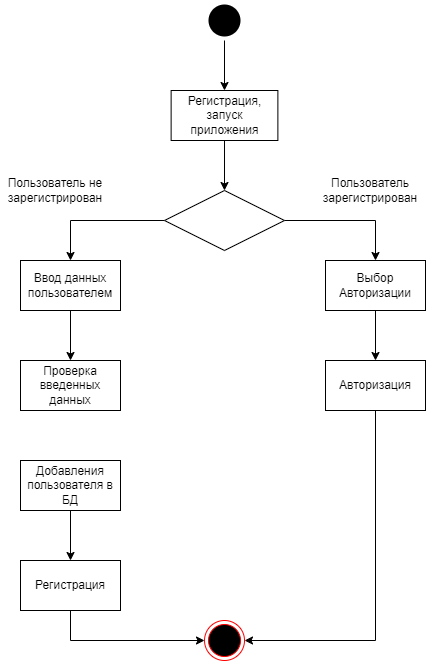 Регистрация,
запуск
приложения
Пользователь не
зарегистрирован
Пользователь
зарегистрирован
Ввод данных
пользователем
Выбор
Авторизации
Проверка
введенных
данных
Авторизация
Добавления
пользователя в
БД
Регистрация